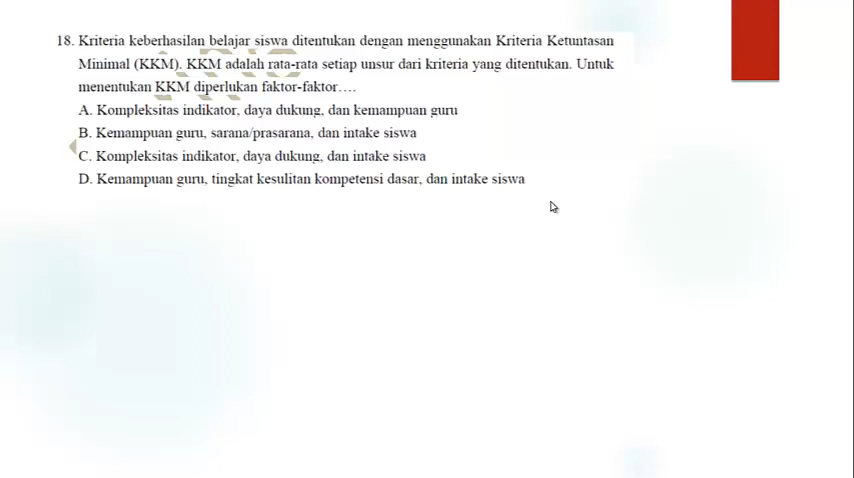 18. Kriteria keberhasilan belajar siswa ditentukan dengan menggunakan Kriteria Ketuntasan
Minimal (KKM). KKM adalah rata-rata setiap unsur dari kriteria yang ditentukan. Untuk
menentukan KKM diperlukan faktor-faktor….
A. Kompleksitas indikator, daya dukung, dan kemampuan guru
B. Kemampuan guru, sarana/prasarana, dan intake siswa
C. Kompleksitas indikator, daya dukung, dan intake siswa
D. Kemampuan guru, tingkat kesulitan kompetensi dasar, dan intake siswa